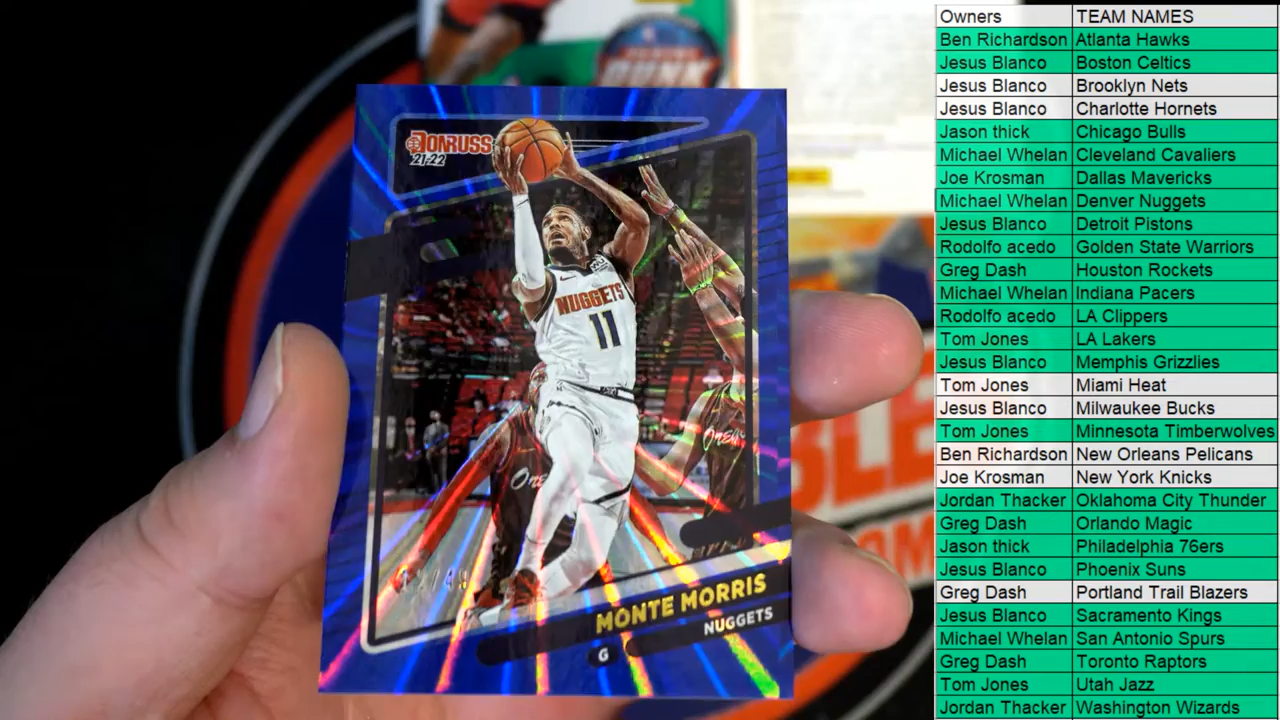 DONRUSS
21-22
NUGGETS
11
MONTE MORRIS
NUGGETS
G
Owners TEAM NAMES
Ben Richardson Atlanta Hawks
Jesus Blanco Boston Celtics
Jesus Blanco Brooklyn Nets
Jesus Blanco Charlotte Hornets
Jason thick Chicago Bulls
Michael Whelan Cleveland Cavaliers
Joe Krosman Dallas Mavericks
Michael Whelan Denver Nuggets
Jesus Blanco Detroit Pistons
Rodolfo acedo Golden State Warriors
Greg Dash Houston Rockets
Michael Whelan Indiana Pacers
Rodolfo acedo LA Clippers
Tom Jones LA Lakers
Jesus Blanco Memphis Grizzlies
Tom Jones Miami Heat
Jesus Blanco Milwaukee Bucks
Tom Jones Minnesota Timberwolves
Ben Richardson New Orleans Pelicans
Joe Krosman New York Knicks
Jordan Thacker Oklahoma City Thunder
Greg Dash Orlando Magic
Jason thick Philadelphia 76ers
Jesus Blanco Phoenix Suns
Greg Dash Portland Trail Blazers
Jesus Blanco Sacramento Kings
Michael Whelan San Antonio Spurs
Greg Dash Toronto Raptors
Tom Jones Utah Jazz
Jordan Thacker Washington Wizards